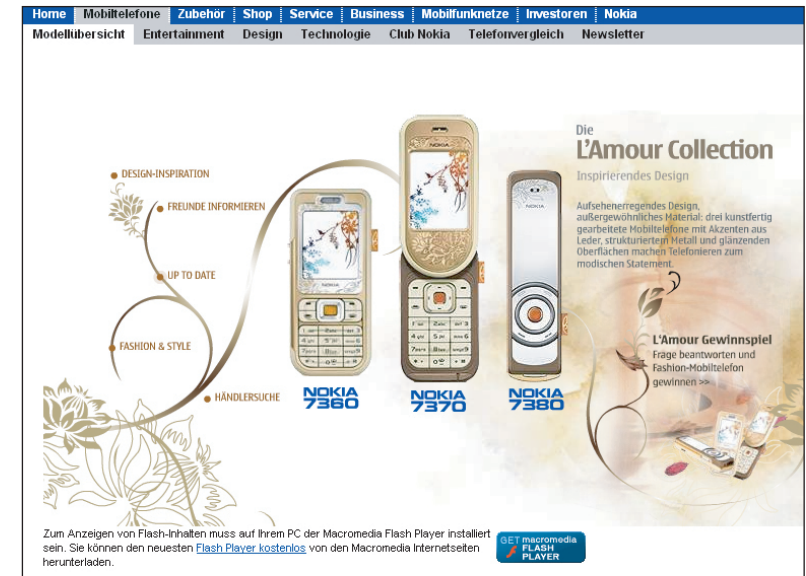 Home Mobiltelefone Zubehör Shop Service Business Mobilfunknetze Investoren Nokia
Modellübersicht Entertainment Design Technologie Club Nokia Telefonvergleich Newsletter
Die
L'Amour Collection
Inspirierendes Design
Aufsehenerregendes Design,
außergewöhnliches Material: drei kunstfertig
gearbeitete Mobiltelefone mit Akzenten aus
Leder, strukturiertem Metall und glänzenden
Oberflächen machen Telefonieren zum
modischen Statement.
DESIGN-INSPIRATION
FREUNDE INFORMIEREN
UP TO DATE
FASHION & STYLE
HÄNDLERSUCHE
NOKIA
NOKIA
NOKIA
NOKIA
7360
NOKIA
7370
NOKIA
7380
L'Amour Gewinnspiel
Frage beantworten und
Fashion-Mobiltelefon
gewinnen >>
Zum Anzeigen von Flash-Inhalten muss auf Ihrem PC der Macromedia Flash Player installiert
sein. Sie können den neuesten Flash Player kostenlos von den Macromedia Internetseiten
herunterladen.
GET macromedia
FLASH
PLAYER